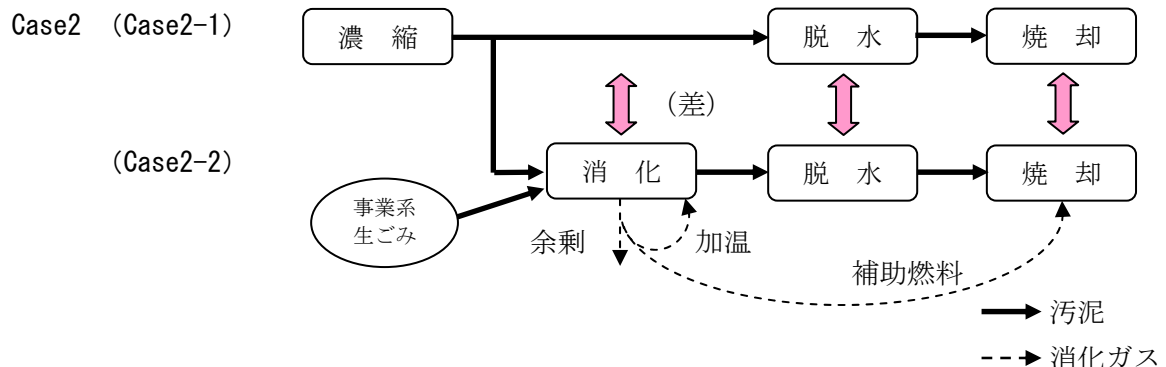 Case2 (Case2-1)
濃 縮
脱 水
焼 却
(差)
(Case2-2)
消 化
脱 水
焼 却
事業系
生ごみ
余剰
加温
補助燃料
汚泥
消化ガス